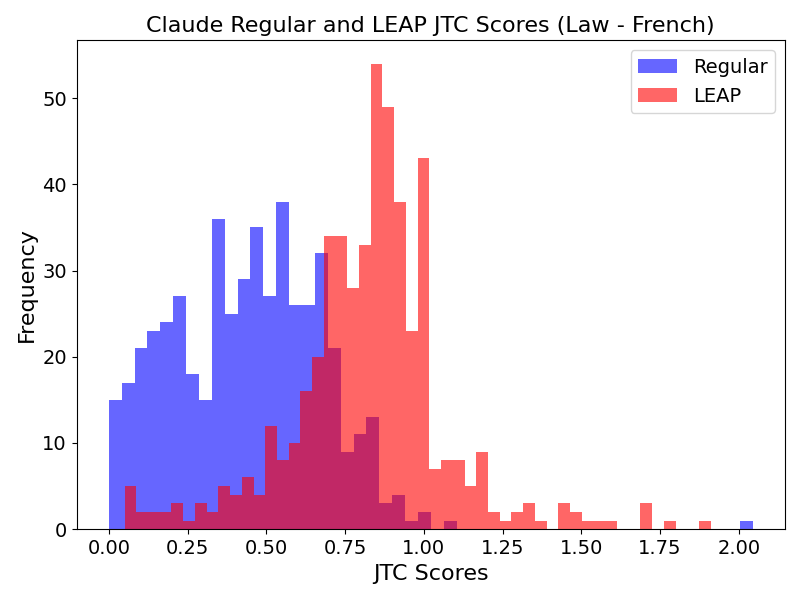 Claude Regular and LEAP JTC Scores (Law - French)
Regular
LEAP
50
40
30
20
10
0
Frequency
0.00 0.25 0.50 0.75 1.00 1.25 1.50 1.75 2.00
JTC Scores